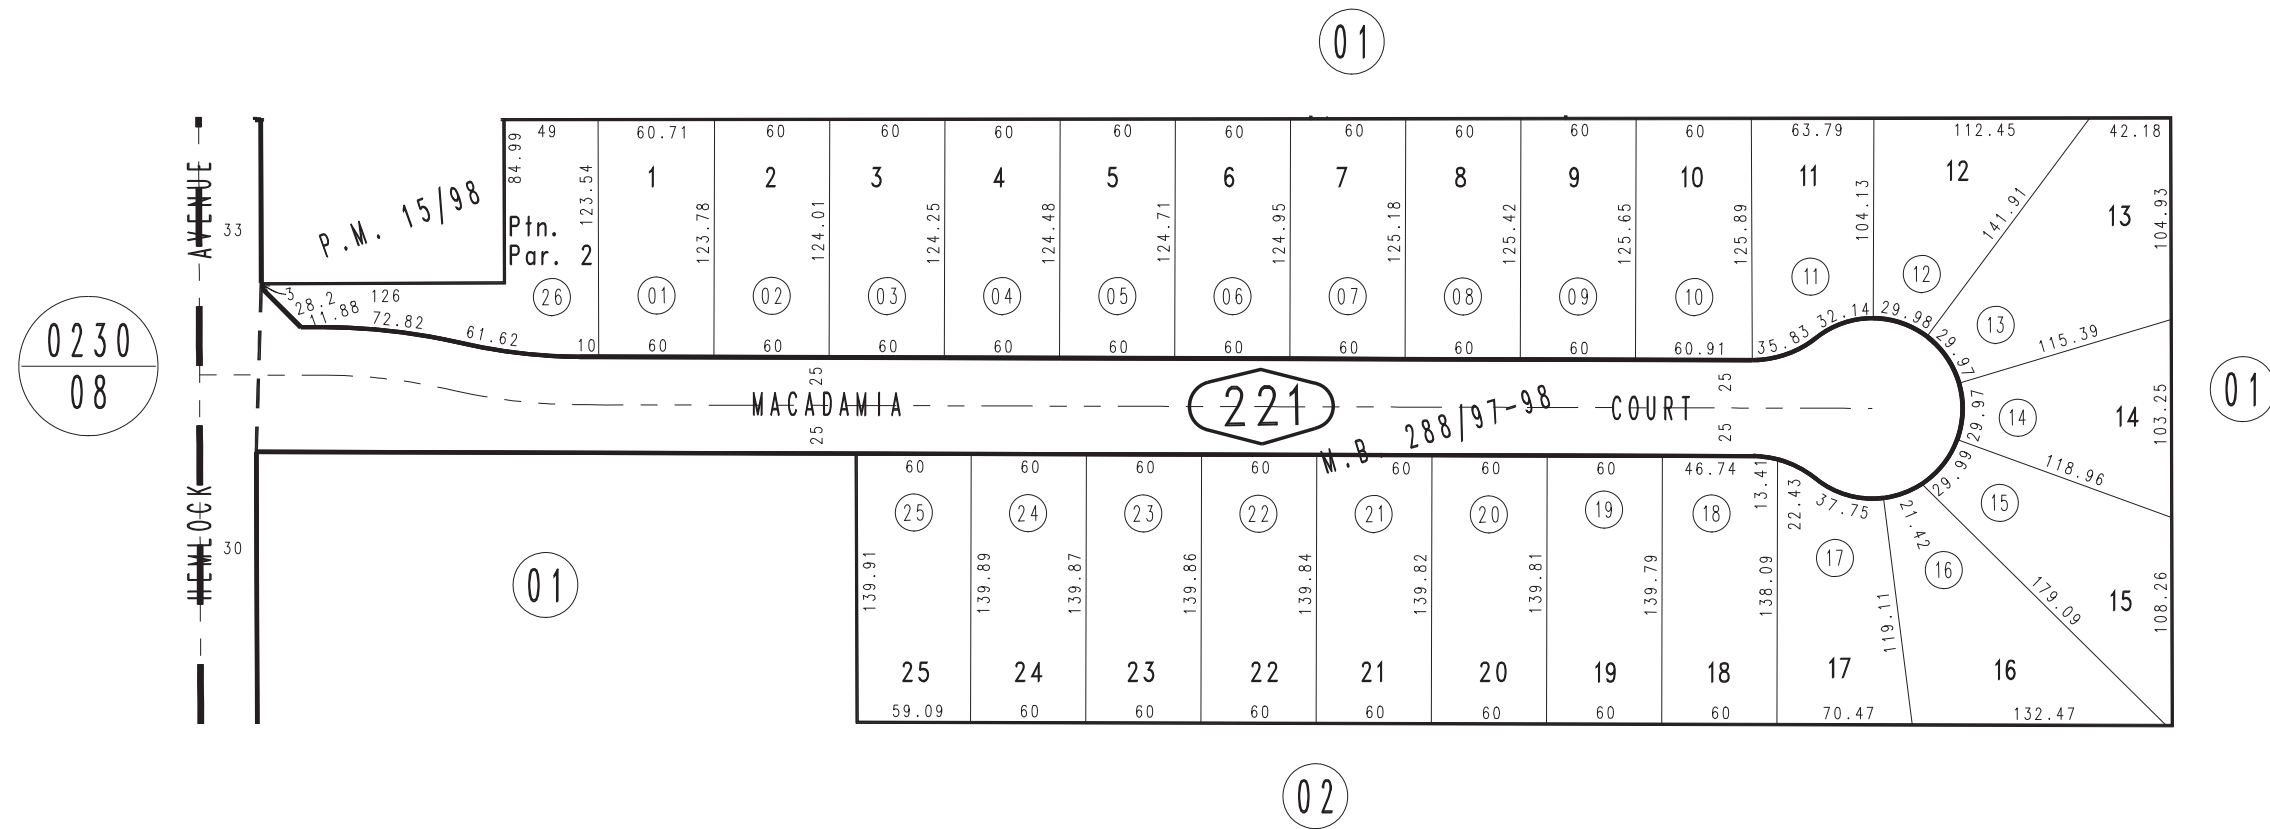 01
49 60.71 60 60 60 60 60 60 60 60 60 63.79 112.45 42.18
84.99 123.54
1 2 3 4 5 6 7 8 9 10 11 12 13
P.M. 15/98
Ptn.
Par. 2
123.78 124.01 124.25 124.48 124.71 124.95 125.18 125.42 125.65 125.89 104.13 141.91 104.93
AVENUE
33
26 01 02 03 04 05 06 07 08 09 10 11 12 13
3 28.2 126
11.88 72.82 61.62
10 60 60 60 60 60 60 60 60 60 60.91 35.83 32.14 29.98 29.97 115.39
0230
08
25 25
MACADAMIA 221 M.B. 288/97-98 COURT
25 25
29.97 14 14 103.25 01
60 60 60 60 60 60 60 46.74 13.41
22.43 37.75 21.42 29.99 118.96
25 24 23 22 21 20 19 18 17 16 15
HEMLOCK
30
01
139.91 139.89 139.87 139.86 139.84 139.82 139.81 139.79 138.09 119.11 179.09 108.26
25 24 23 22 21 20 19 18 17 16 15
59.09 60 60 60 60 60 60 60 70.47 132.47
02